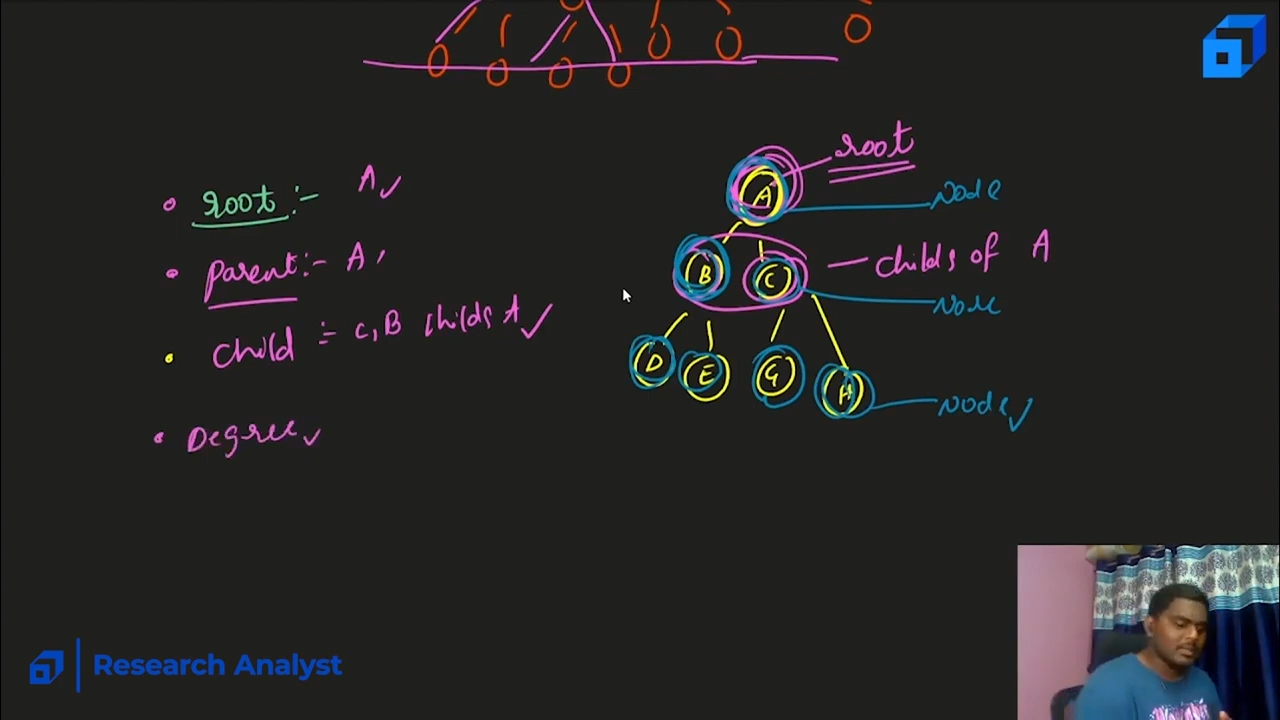 root
A
root :- A
Node
B
C
parent :- A,
childs of A
child :- C, B childs A
Node
D
E
G
H
Node
Degree
Research Analyst